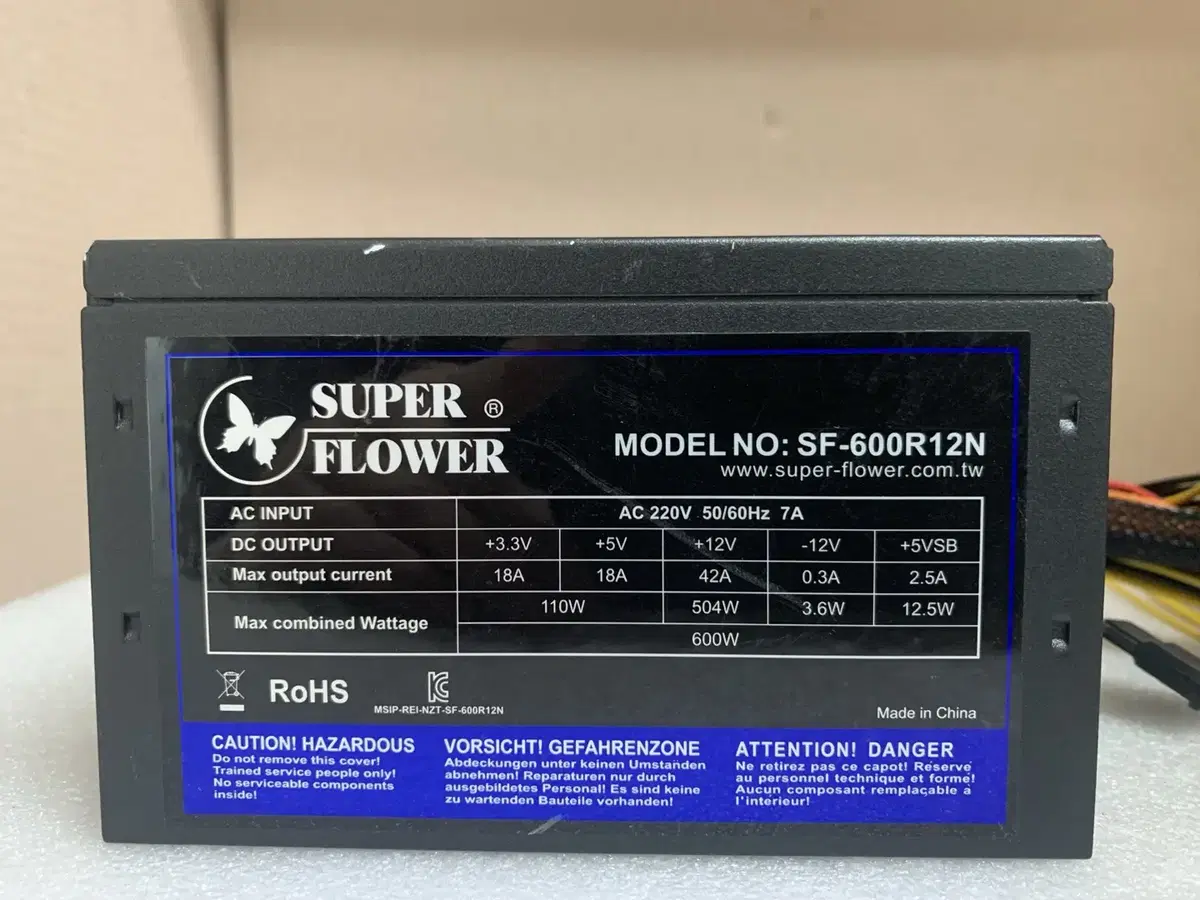 SUPER ®
FLOWER
MODEL NO: SF-600R12N
www.super-flower.com.tw
AC INPUT AC 220V 50/60Hz 7A
DC OUTPUT +3.3V +5V +12V -12V +5VSB
Max output current 18A 18A 42A 0.3A 2.5A
Max combined Wattage 110W 504W 3.6W 12.5W
600W
RoHS
MSIP-REI-NZT-SF-600R12N
Made in China
CAUTION! HAZARDOUS
Do not remove this cover!
Trained service people only!
No serviceable components
inside!
VORSICHT! GEFAHRENZONE
Abdeckungen unter keinen Umständen
abnehmen! Reparaturen nur durch
ausgebildetes Personal! Es sind keine
zu wartenden Bauteile vorhanden!
ATTENTION! DANGER
Ne retirez pas ce capot! Réservé
au personnel technique et formé!
Aucun composant remplaçable à
l'intérieur!